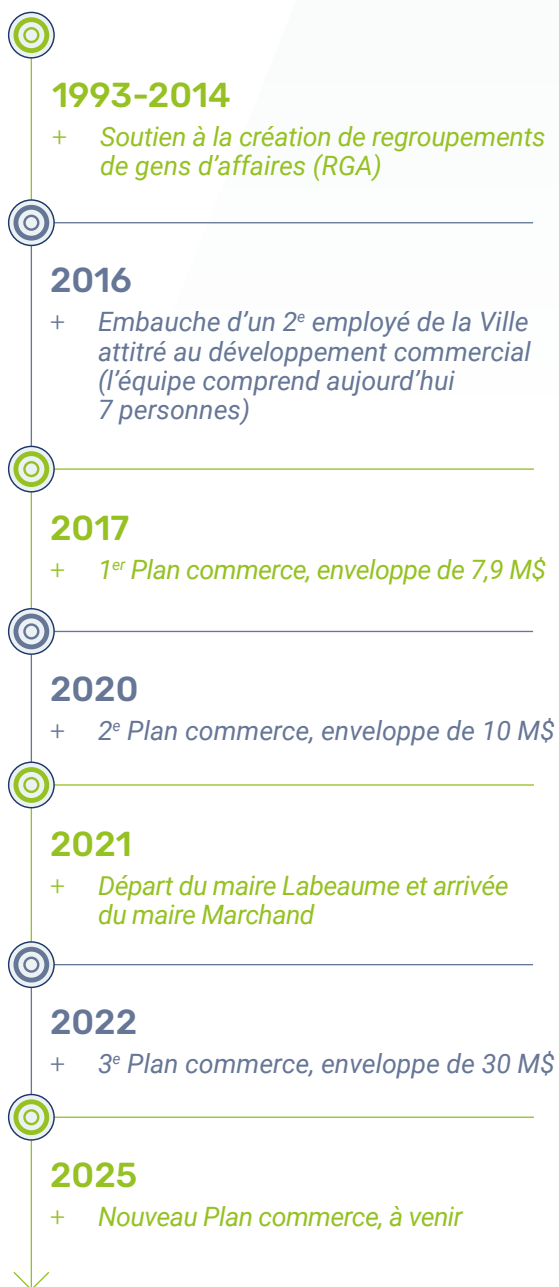 1993-2014
+ Soutien à la création de regroupements
de gens d’affaires (RGA)
2016
+ Embauche d’un 2e employé de la Ville
attitré au développement commercial
(l’équipe comprend aujourd’hui
7 personnes)
2017
+ 1er Plan commerce, enveloppe de 7,9 M$
2020
+ 2e Plan commerce, enveloppe de 10 M$
2021
+ Départ du maire Labeaume et arrivée
du maire Marchand
2022
+ 3e Plan commerce, enveloppe de 30 M$
2025
+ Nouveau Plan commerce, à venir